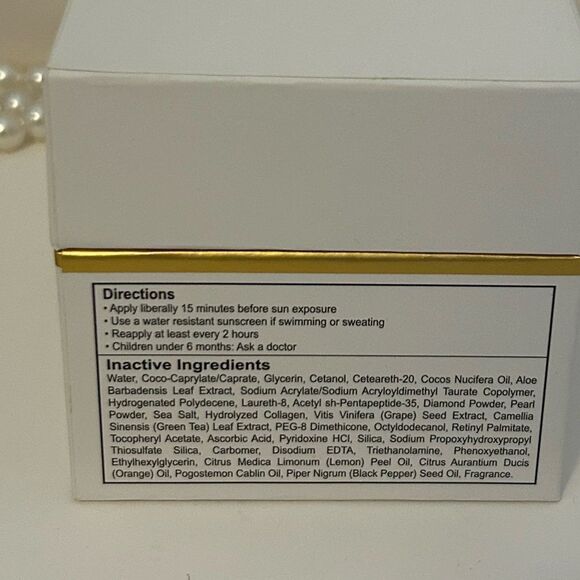 Directions
• Apply liberally 15 minutes before sun exposure
• Use a water resistant sunscreen if swimming or sweating
• Reapply at least every 2 hours
• Children under 6 months: Ask a doctor
Inactive Ingredients
Water, Coco-Caprylate/Caprate, Glycerin, Cetanol, Ceteareth-20, Cocos Nucifera Oil, Aloe
Barbadensis Leaf Extract, Sodium Acrylate/Sodium Acryloyldimethyl Taurate Copolymer,
Hydrogenated Polydecene, Laureth-8, Acetyl sh-Pentapeptide-35, Diamond Powder, Pearl
Powder, Sea Salt, Hydrolyzed Collagen, Vitis Vinifera (Grape) Seed Extract, Camellia
Sinensis (Green Tea) Leaf Extract, PEG-8 Dimethicone, Octyldodecanol, Retinyl Palmitate,
Tocopheryl Acetate, Ascorbic Acid, Pyridoxine HCl, Silica, Sodium Propoxyhydroxypropyl
Thiosulfate Silica, Carbomer, Disodium EDTA, Triethanolamine, Phenoxyethanol,
Ethylhexylglycerin, Citrus Medica Limonum (Lemon) Peel Oil, Citrus Aurantium Ducis
(Orange) Oil, Pogostemon Cablin Oil, Piper Nigrum (Black Pepper) Seed Oil, Fragrance.